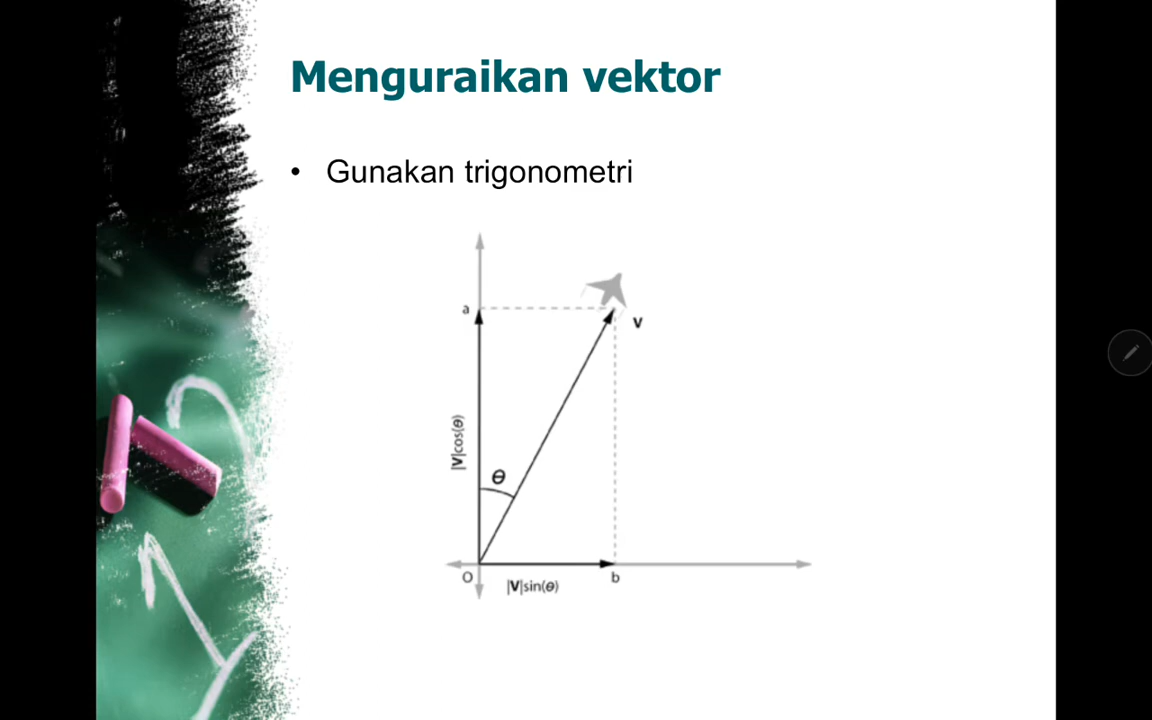 Menguraikan vektor
• Gunakan trigonometri
a
v
|V|cos(θ)
θ
O
b
|V|sin(θ)